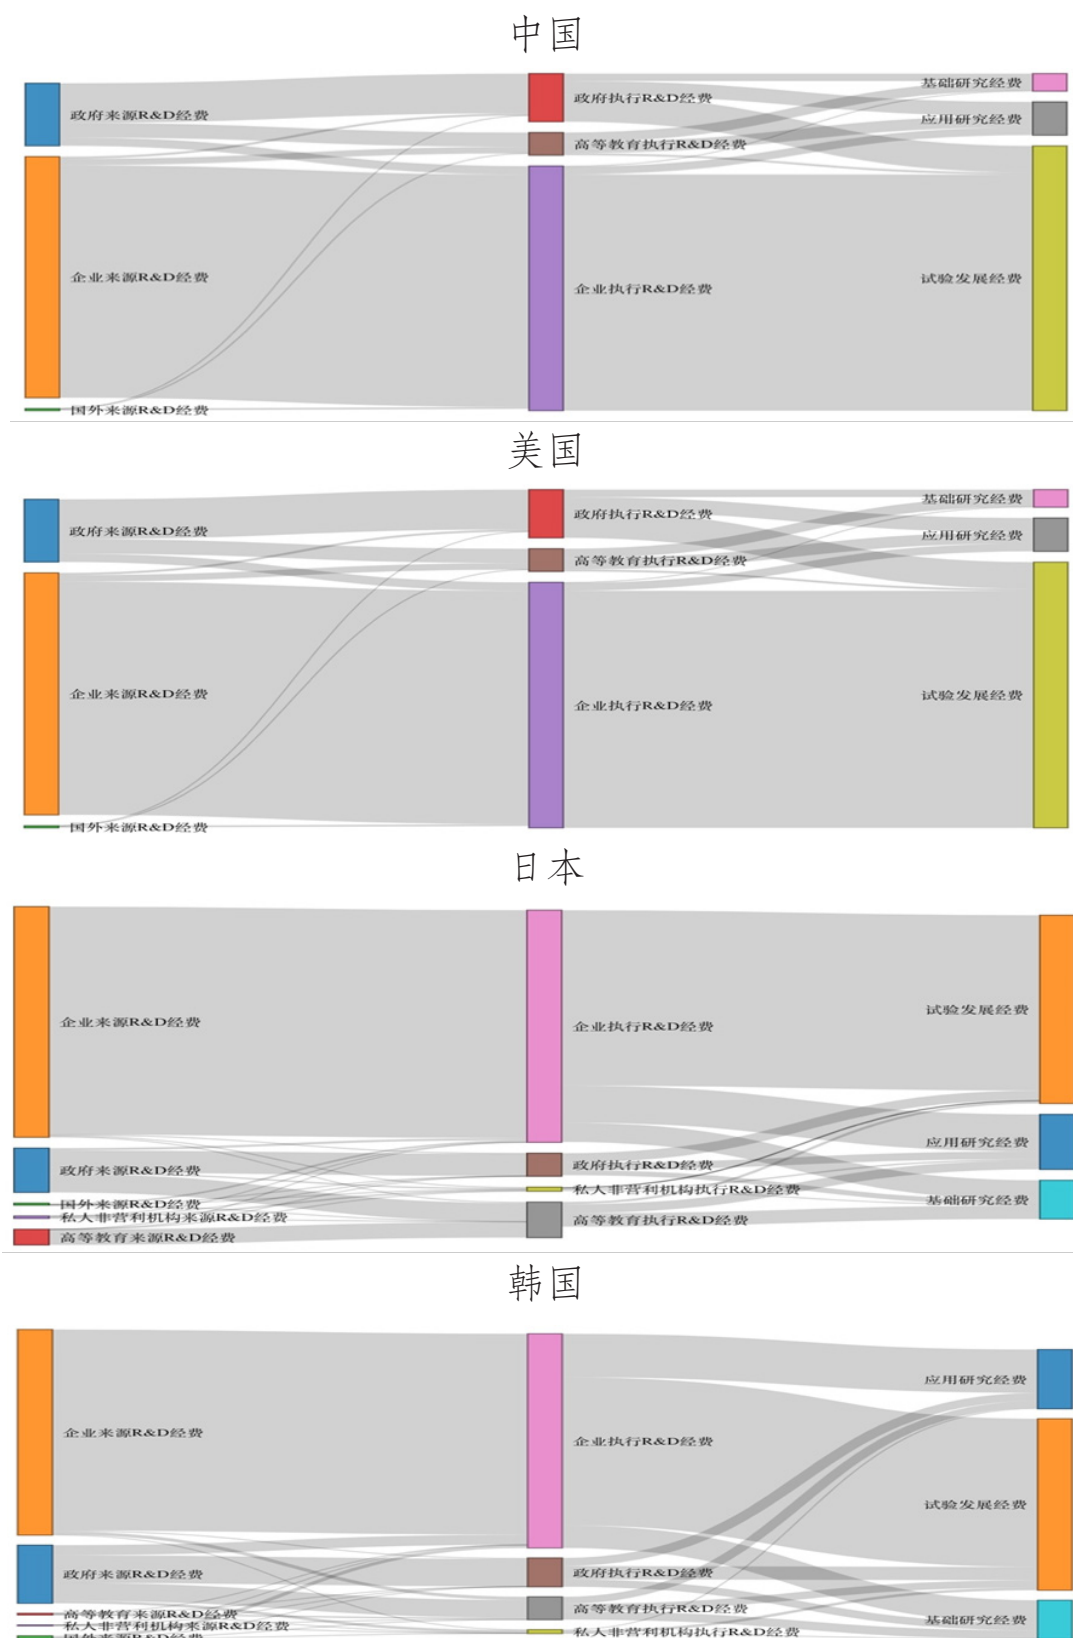 中国
基础研究经费
政府执行R&D经费
政府来源R&D经费
应用研究经费
高等教育执行R&D经费
企业来源R&D经费
试验发展经费
企业执行R&D经费
国外来源R&D经费
美国
基础研究经费
政府执行R&D经费
政府来源R&D经费
应用研究经费
高等教育执行R&D经费
企业来源R&D经费
试验发展经费
企业执行R&D经费
国外来源R&D经费
日本
试验发展经费
企业来源R&D经费
企业执行R&D经费
应用研究经费
政府执行R&D经费
政府来源R&D经费
私人非营利机构执行R&D经费
基础研究经费
国外来源R&D经费
私人非营利机构来源R&D经费
高等教育执行R&D经费
高等教育来源R&D经费
韩国
应用研究经费
企业来源R&D经费
企业执行R&D经费
试验发展经费
政府执行R&D经费
政府来源R&D经费
高等教育执行R&D经费
高等教育来源R&D经费
基础研究经费
私人非营利机构来源R&D经费
私人非营利机构执行R&D经费